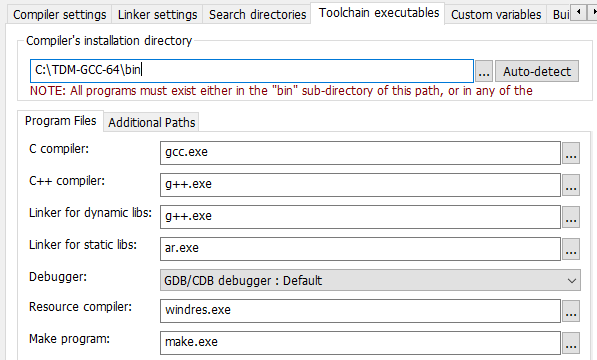 Compiler settings Linker settings Search directories Toolchain executables Custom variables Bui
Compiler's installation directory
C:\TDM-GCC-64\bin ... Auto-detect
NOTE: All programs must exist either in the "bin" sub-directory of this path, or in any of the
Program Files Additional Paths
C compiler: gcc.exe ...
C++ compiler: g++.exe ...
Linker for dynamic libs: g++.exe ...
Linker for static libs: ar.exe ...
Debugger: GDB/CDB debugger : Default
Resource compiler: windres.exe ...
Make program: make.exe ...